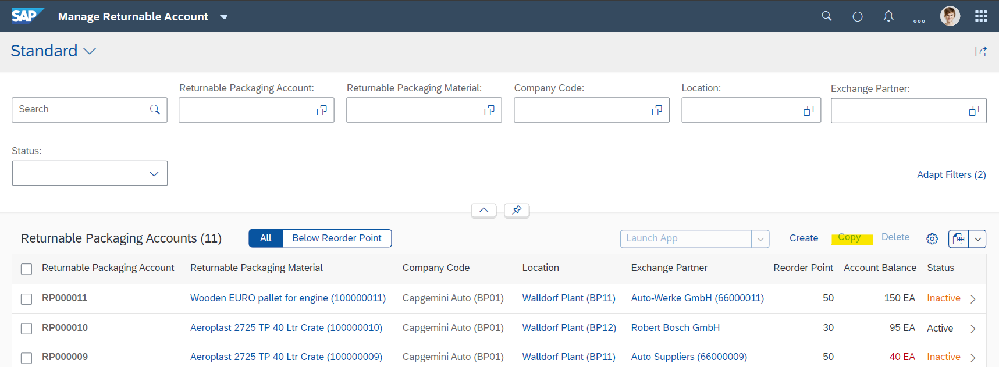 SAP Manage Returnable Account
Standard
Returnable Packaging Account: Returnable Packaging Material: Company Code: Location: Exchange Partner:
Search
Status:
Adapt Filters (2)
Returnable Packaging Accounts (11) All Below Reorder Point Launch App Create Copy Delete
Returnable Packaging Account Returnable Packaging Material Company Code Location Exchange Partner Reorder Point Account Balance Status
RP000011 Wooden EURO pallet for engine (100000011) Capgemini Auto (BP01) Walldorf Plant (BP11) Auto-Werke GmbH (66000011) 50 150 EA Inactive
RP000010 Aeroplast 2725 TP 40 Ltr Crate (100000010) Capgemini Auto (BP01) Walldorf Plant (BP12) Robert Bosch GmbH 30 95 EA Active
RP000009 Aeroplast 2725 TP 40 Ltr Crate (100000009) Capgemini Auto (BP01) Walldorf Plant (BP11) Auto Suppliers (66000009) 50 40 EA Inactive